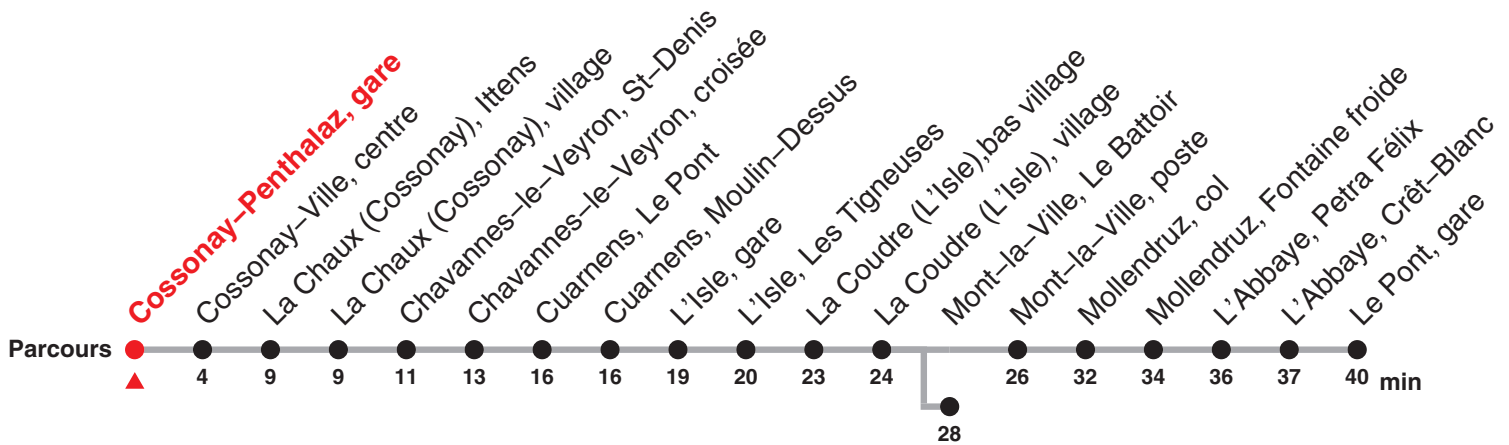 Cossonay–Penthalaz, gare
Cossonay–Ville, centre
La Chaux (Cossonay), Ittens
La Chaux (Cossonay), village
Chavannes–le–Veyron, St–Denis
Chavannes–le–Veyron, croisée
Cuarnens, Le Pont
Cuarnens, Moulin–Dessus
L'Isle, gare
L'Isle, Les Tigneuses
La Coudre (L'Isle),bas village
La Coudre (L'Isle), village
Mont–la–Ville, Le Battoir
Mont–la–Ville, poste
Mollendruz, col
Mollendruz, Fontaine froide
L'Abbaye, Petra Félix
L'Abbaye, Crêt–Blanc
Le Pont, gare
Parcours
4 9 9 11 13 16 16 19 20 23 24 26 32 34 36 37 40 min
28